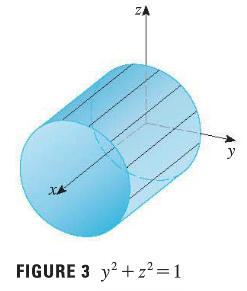 z
y
x
FIGURE 3 y² + z² = 1